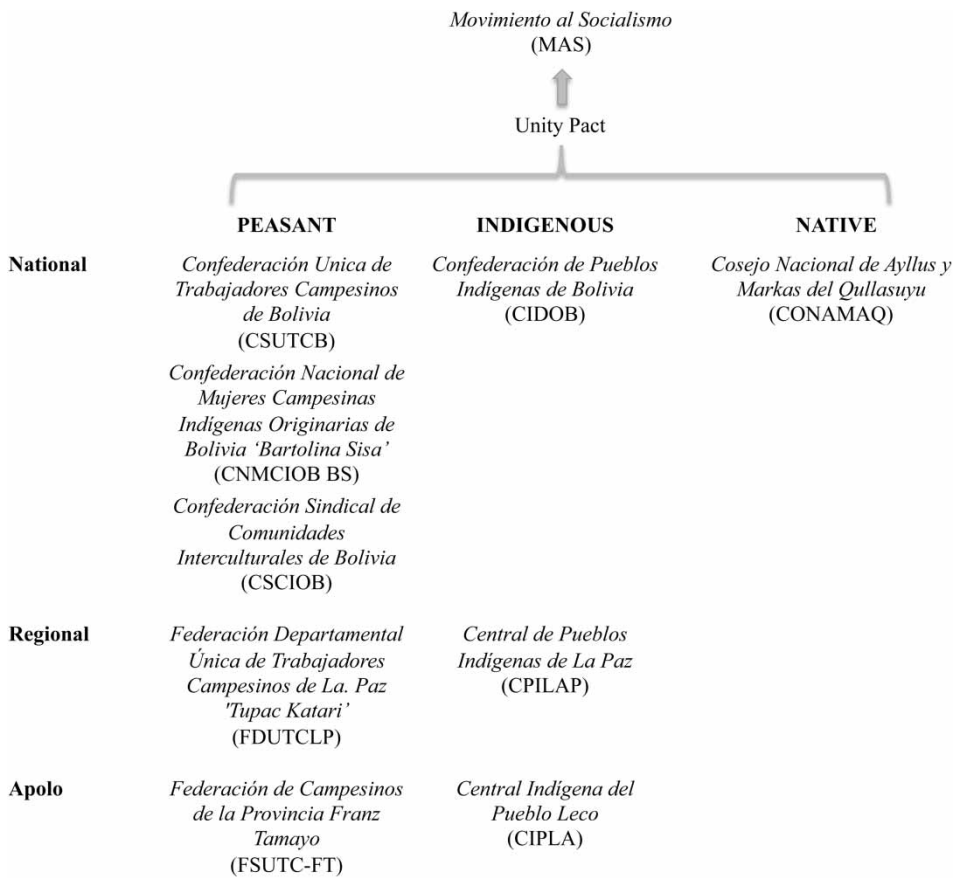 Movimiento al Socialismo
(MAS)
Unity Pact
PEASANT
INDIGENOUS
NATIVE
National
Confederación Unica de
Trabajadores Campesinos
de Bolivia
(CSUTCB)
Confederación de Pueblos
Indígenas de Bolivia
(CIDOB)
Cosejo Nacional de Ayllus y
Markas del Qullasuyu
(CONAMAQ)
Confederación Nacional de
Mujeres Campesinas
Indígenas Originarias de
Bolivia ‘Bartolina Sisa’
(CNMCIOB BS)
Confederación Sindical de
Comunidades
Interculturales de Bolivia
(CSCIOB)
Regional
Federación Departamental
Única de Trabajadores
Campesinos de La. Paz
'Tupac Katari’
(FDUTCLP)
Central de Pueblos
Indígenas de La Paz
(CPILAP)
Apolo
Federación de Campesinos
de la Provincia Franz
Tamayo
(FSUTC-FT)
Central Indígena del
Pueblo Leco
(CIPLA)